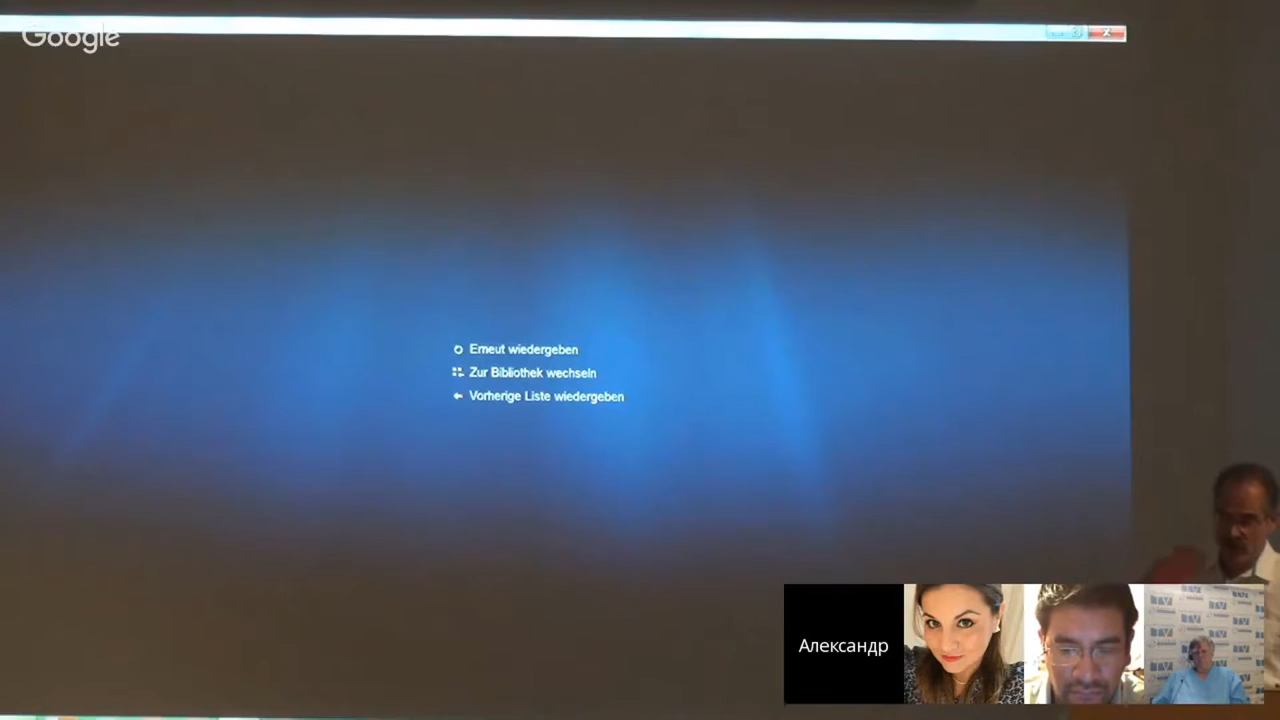 Google
Erneut wiedergeben
Zur Bibliothek wechseln
Vorherige Liste wiedergeben
Александр